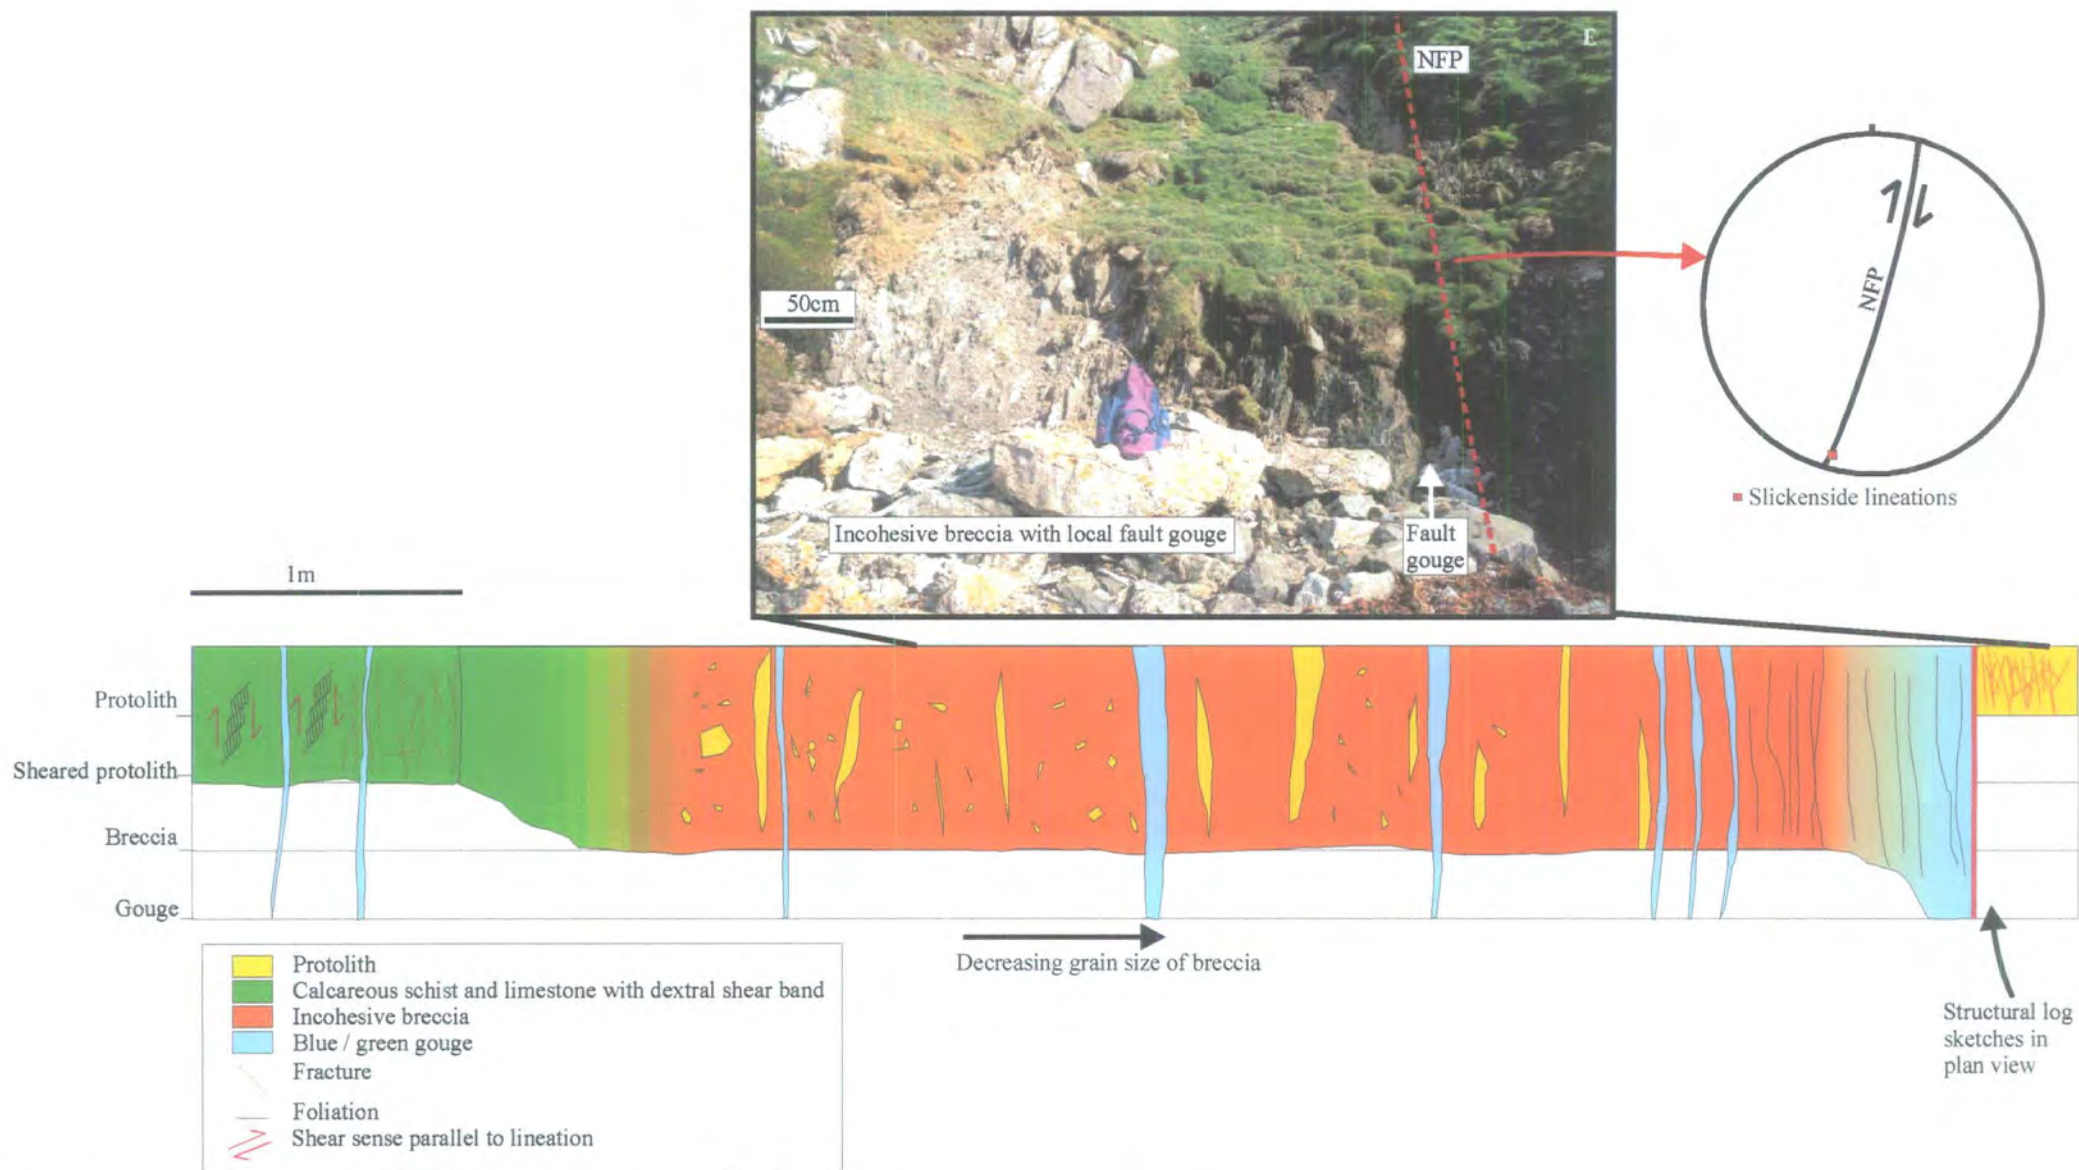 W
E
NFP
50cm
Incohesive breccia with local fault gouge
Fault
gouge
NFP
Slickenside lineations
1m
Protolith
Sheared protolith
Breccia
Gouge
Decreasing grain size of breccia
Structural log
sketches in
plan view
Protolith
Calcareous schist and limestone with dextral shear band
Incohesive breccia
Blue / green gouge
Fracture
Foliation
Shear sense parallel to lineation